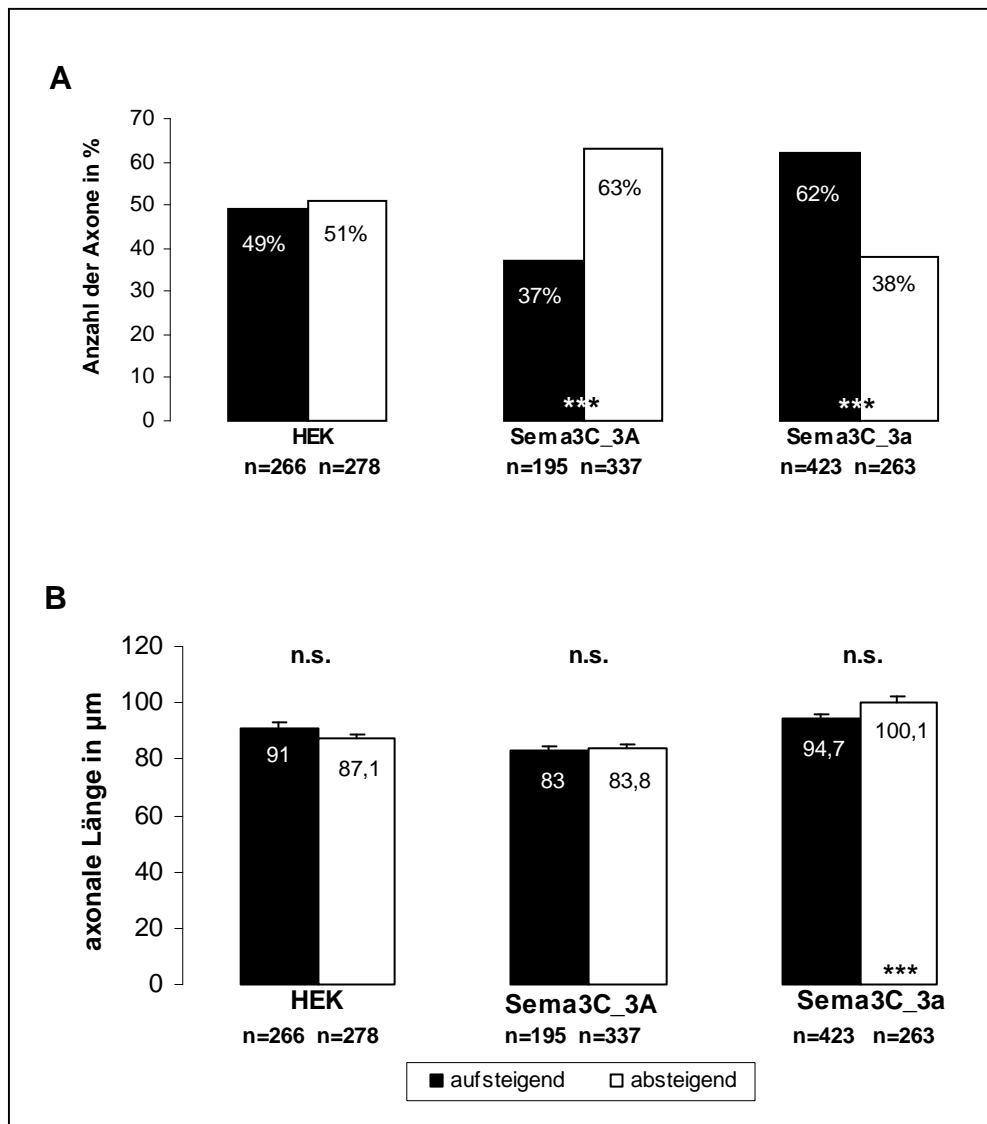 A
Anzahl der Axone in %
70
60
50
40
30
20
10
0
49%
51%
37%
63%
62%
38%
***
***
HEK
Sema3C_3A
Sema3C_3a
n=266 n=278
n=195 n=337
n=423 n=263
B
axonale Länge in µm
120
100
80
60
40
20
0
n.s.
n.s.
n.s.
91
87,1
83
83,8
94,7
100,1
***
HEK
Sema3C_3A
Sema3C_3a
n=266 n=278
n=195 n=337
n=423 n=263
aufsteigend absteigend